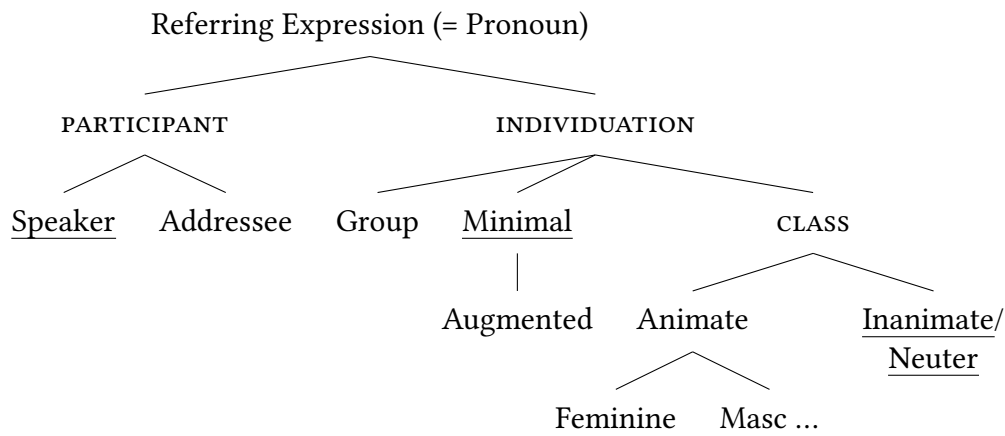 Referring Expression (= Pronoun)
PARTICIPANT INDIVIDUATION
Speaker Addressee Group Minimal CLASS
Augmented Animate Inanimate/
Neuter
Feminine Masc ...